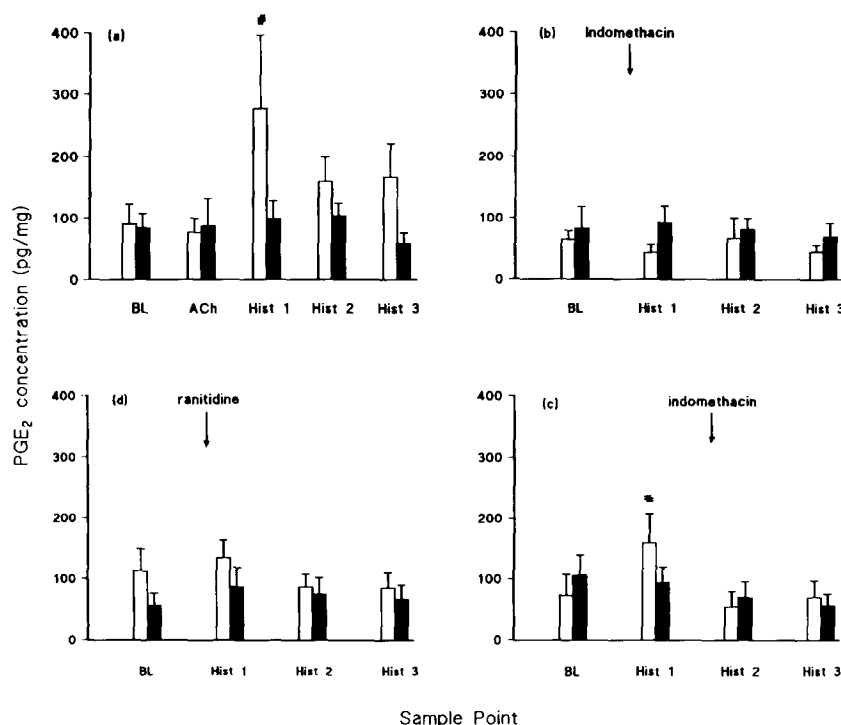 PGE₂ concentration (pg/mg)
(a)
#
400
300
200
100
0
BL ACh Hist 1 Hist 2 Hist 3
(b)
Indomethacin
400
300
200
100
0
BL Hist 1 Hist 2 Hist 3
(d)
ranitidine
400
300
200
100
0
BL Hist 1 Hist 2 Hist 3
(c)
indomethacin
#
400
300
200
100
0
BL Hist 1 Hist 2 Hist 3
Sample Point